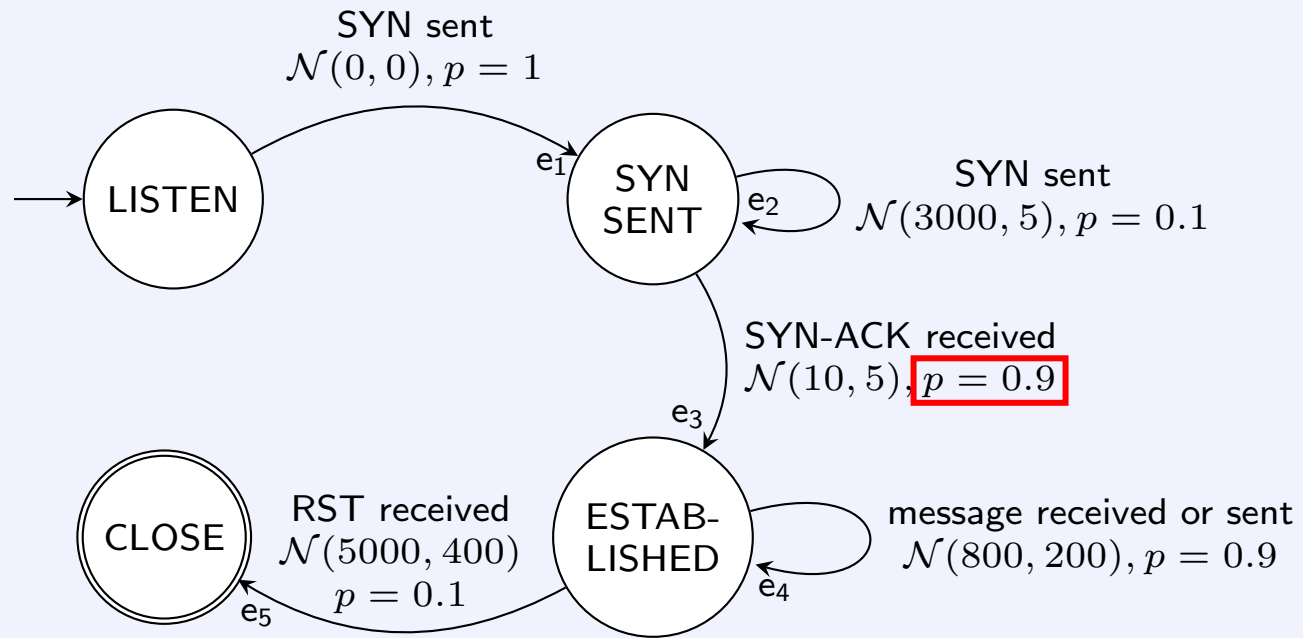 SYN sent
𝒩(0, 0), p = 1
LISTEN
e1
SYN
SENT
e2
SYN sent
𝒩(3000, 5), p = 0.1
SYN-ACK received
𝒩(10, 5), p = 0.9
e3
CLOSE
RST received
𝒩(5000, 400)
p = 0.1
e5
ESTAB-
LISHED
e4
message received or sent
𝒩(800, 200), p = 0.9